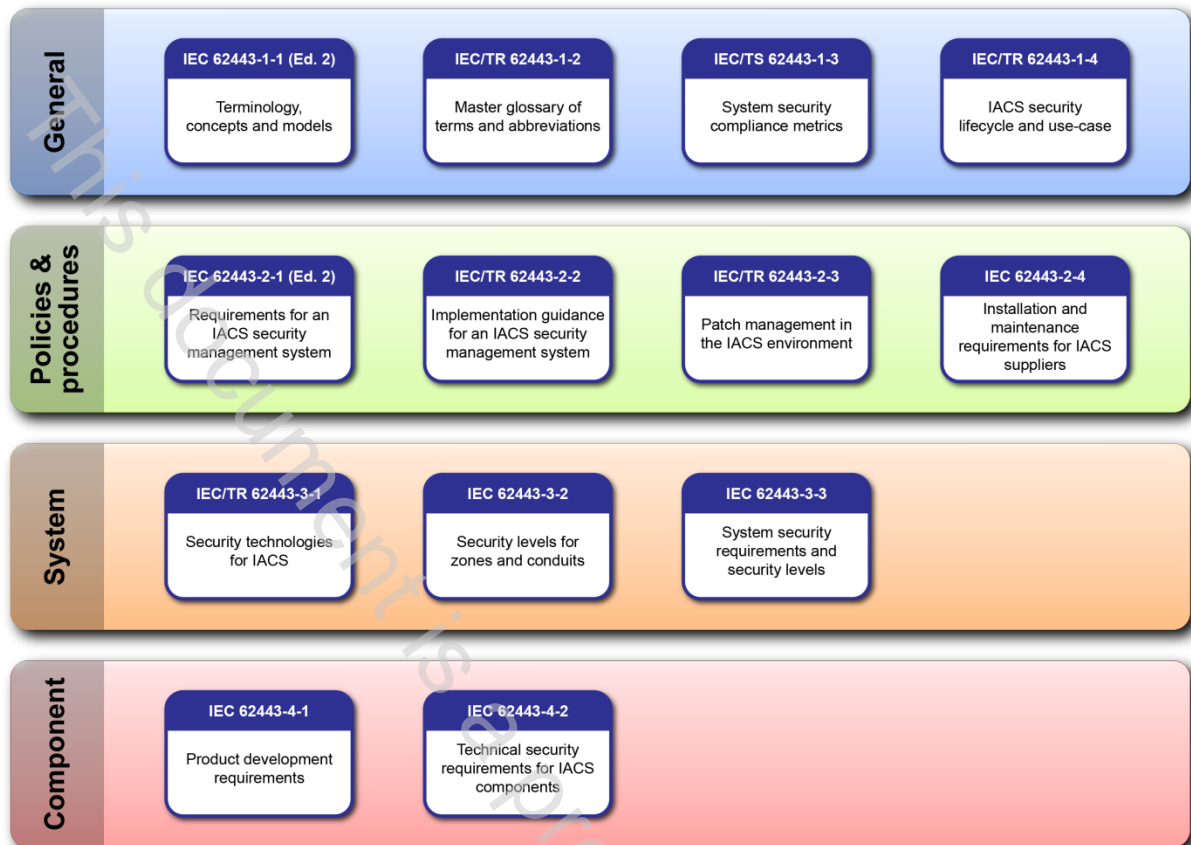 General
IEC 62443-1-1 (Ed. 2)
Terminology,
concepts and models
IEC/TR 62443-1-2
Master glossary of
terms and abbreviations
IEC/TS 62443-1-3
System security
compliance metrics
IEC/TR 62443-1-4
IACS security
lifecycle and use-case
Policies &
procedures
IEC 62443-2-1 (Ed. 2)
Requirements for an
IACS security
management system
IEC/TR 62443-2-2
Implementation guidance
for an IACS security
management system
IEC/TR 62443-2-3
Patch management in
the IACS environment
IEC 62443-2-4
Installation and
maintenance
requirements for IACS
suppliers
System
IEC/TR 62443-3-1
Security technologies
for IACS
IEC 62443-3-2
Security levels for
zones and conduits
IEC 62443-3-3
System security
requirements and
security levels
Component
IEC 62443-4-1
Product development
requirements
IEC 62443-4-2
Technical security
requirements for IACS
components
This document is a